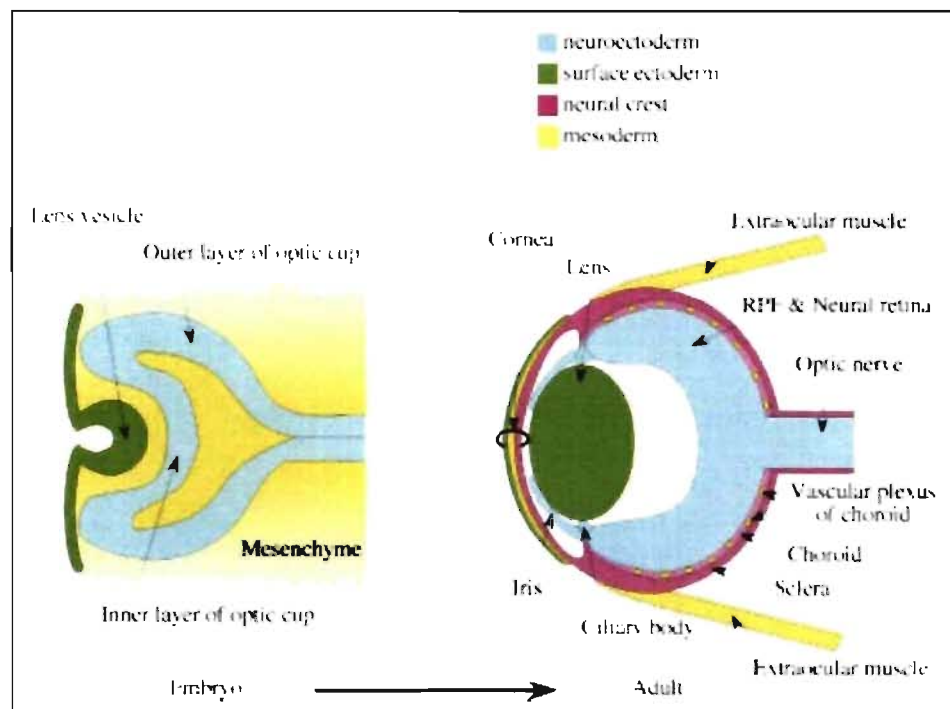 neuroectoderm
surface ectoderm
neural crest
mesoderm
Lens vesicle
Outer layer of optic cup
Mesenchyme
Inner layer of optic cup
Embryo
Cornea
Lens
Extraocular muscle
RPE & Neural retina
Optic nerve
Vascular plexus
of choroid
Choroid
Sclera
Iris
Ciliary body
Extraocular muscle
Adult